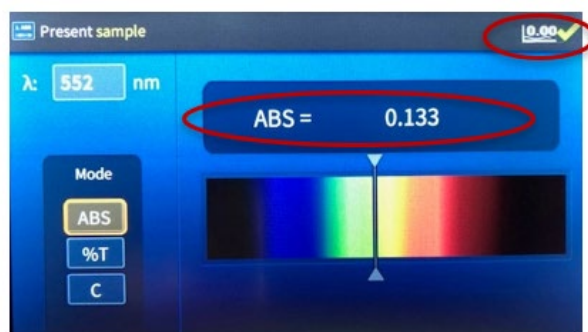 Present sample
0.00
λ: 552 nm
ABS = 0.133
Mode
ABS
%T
C